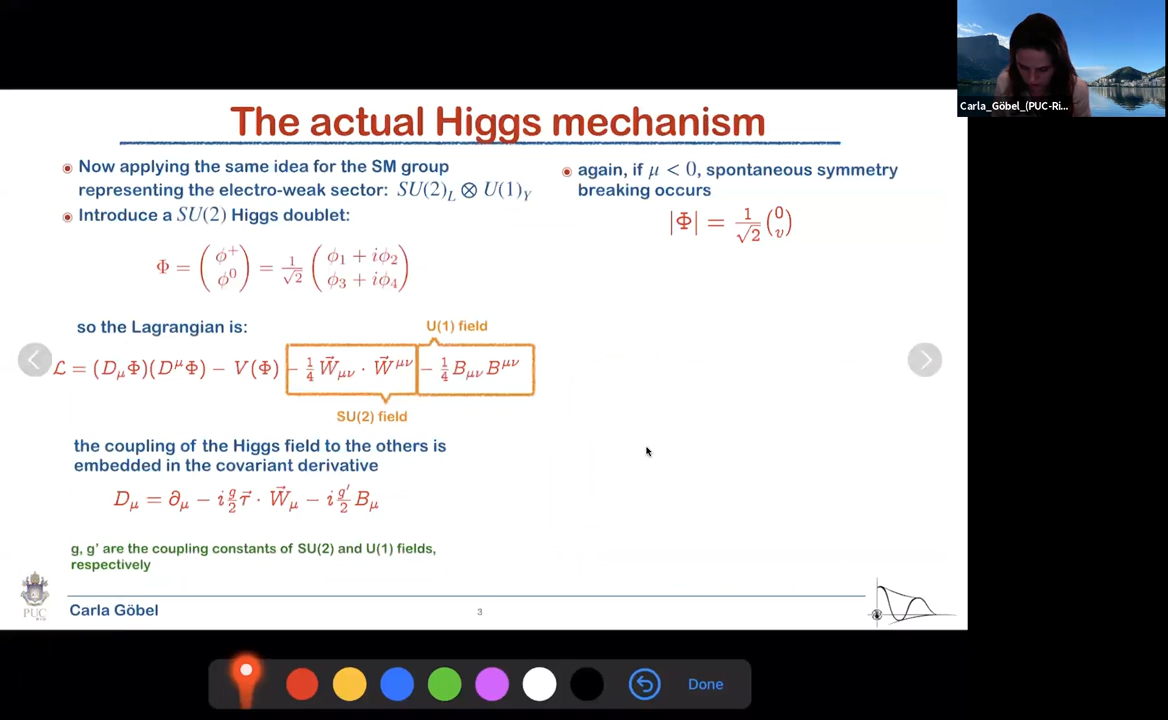 Carla_Göbel_(PUC-Ri...
The actual Higgs mechanism
Now applying the same idea for the SM group
representing the electro-weak sector: SU(2)_L ⊗ U(1)_Y
Introduce a SU(2) Higgs doublet:
Φ = (ϕ⁺ ϕ⁰) = 1/√2 (ϕ₁ + iϕ₂ ϕ₃ + iϕ₄)
so the Lagrangian is:
U(1) field
ℒ = (D_μΦ)(D^μΦ) − V(Φ) − 1/4 W⃗_μν · W⃗^μν − 1/4 B_μν B^μν
SU(2) field
the coupling of the Higgs field to the others is
embedded in the covariant derivative
D_μ = ∂_μ − i g/2 τ⃗ · W⃗_μ − i g′/2 B_μ
g, g’ are the coupling constants of SU(2) and U(1) fields,
respectively
again, if μ < 0, spontaneous symmetry
breaking occurs
|Φ| = 1/√2 (0 v)
PUC
RIO
Carla Göbel
3
Done